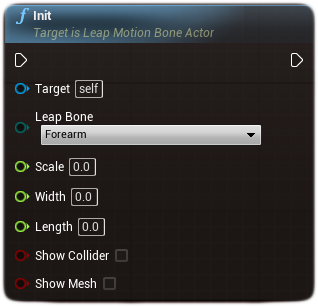 f Init
Target is Leap Motion Bone Actor
Target self
Leap Bone
Forearm
Scale 0.0
Width 0.0
Length 0.0
Show Collider
Show Mesh